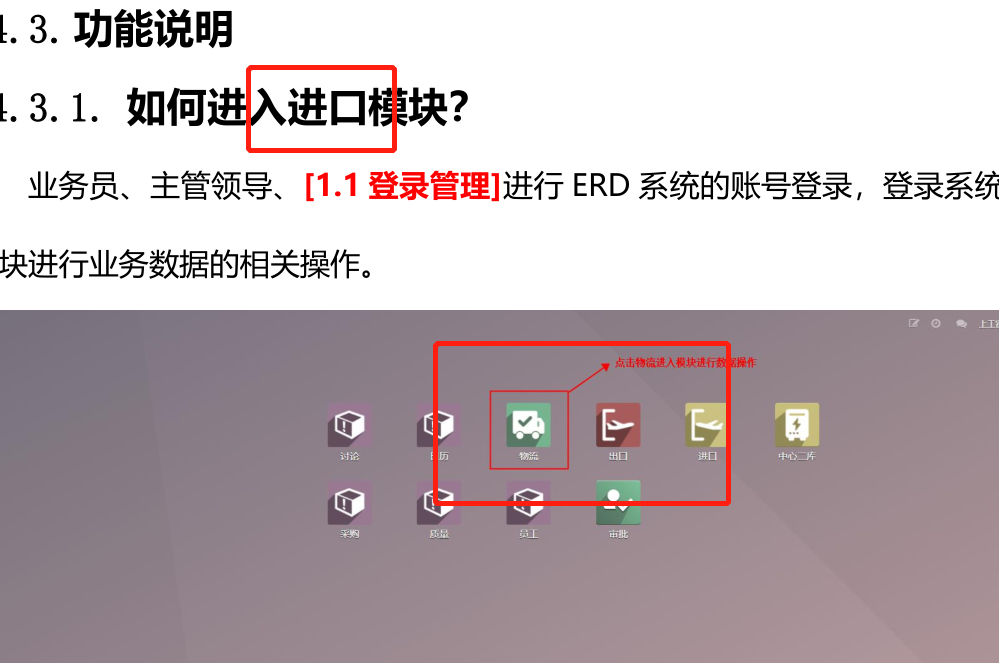 4.3. 功能说明
4.3.1. 如何进入进口模块？
业务员、主管领导、[1.1 登录管理]进行 ERD 系统的账号登录，登录系统
块进行业务数据的相关操作。
上工
点击物流进入模块进行数据操作
讨论 日历 物流 出口 进口 中心二库
采购 质量 员工 审批